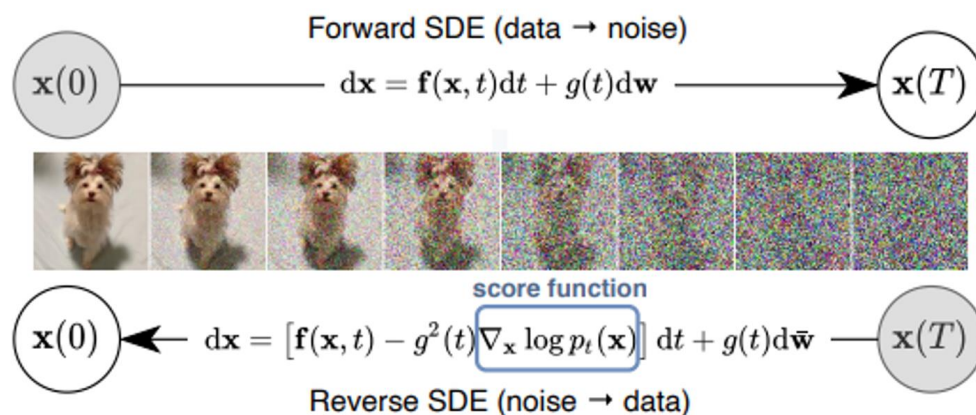 Forward SDE (data → noise)
x(0) dx = f(x, t)dt + g(t)dw x(T)
score function
x(0) dx = [f(x, t) − g²(t)∇ₓ log pₜ(x)] dt + g(t)dw̄ x(T)
Reverse SDE (noise → data)